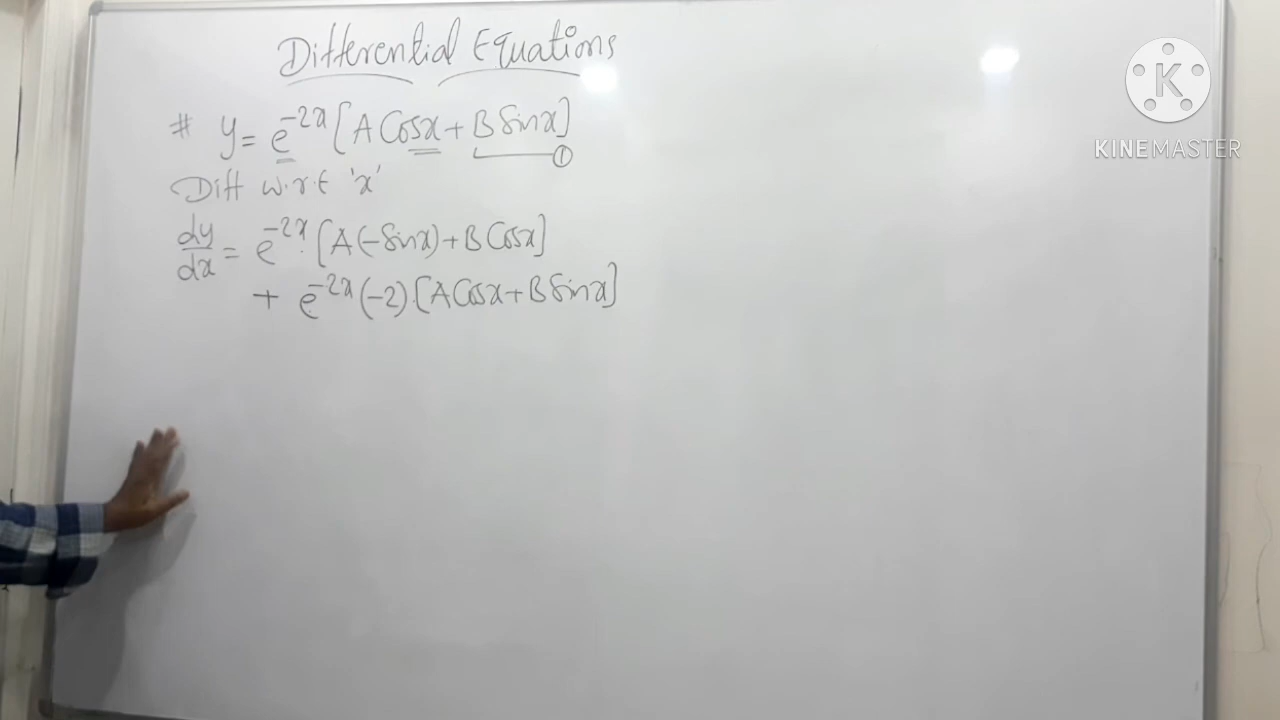 Differential Equations
# y = e^{-2x} [A Cosx + B Sinx]
①
Diff w.r.t 'x'
dy/dx = e^{-2x} [A(-Sinx) + B Cosx]
+ e^{-2x} (-2) . [A Cosx + B Sinx]
K
KINEMASTER